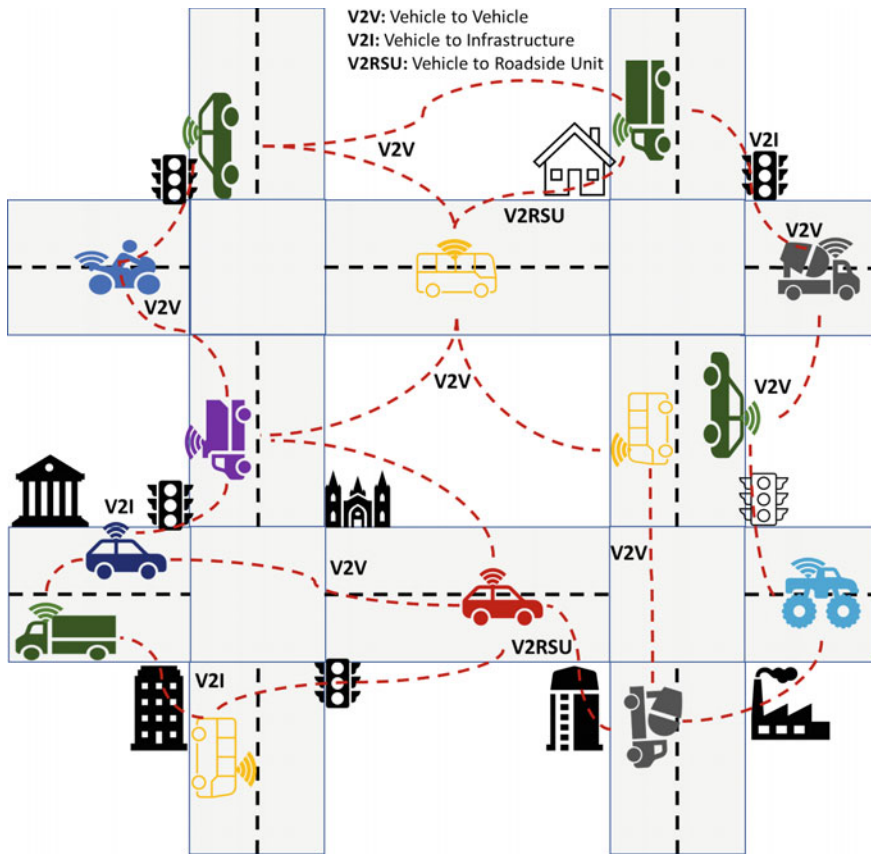 V2V: Vehicle to Vehicle
V2I: Vehicle to Infrastructure
V2RSU: Vehicle to Roadside Unit
V2I
V2V
V2RSU
V2V
V2V
V2V
V2V
V2I
V2V
V2V
V2RSU
V2I